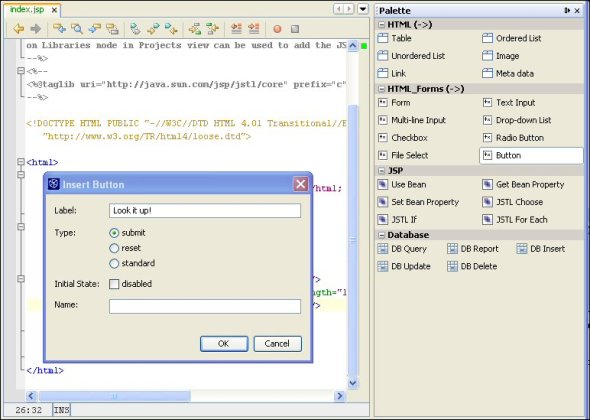 index.jsp
on Libraries node in Projects view can be used to add the JS
--%>
<%--
<%@taglib uri="http://java.sun.com/jsp/jstl/core" prefix="c"
--%>
<!DOCTYPE HTML PUBLIC "-//W3C//DTD HTML 4.01 Transitional//E
"http://www.w3.org/TR/html4/loose.dtd">
<html>
/html;
Insert Button
Label: Look it up!
Type: submit
reset
standard
Initial State: disabled
Name:
OK Cancel
/>
ngth="1
/>
</html>
26:32 INS
Palette
HTML (->)
Table Ordered List
Unordered List Image
Link Meta data
HTML_Forms (->)
Form Text Input
Multi-line Input Drop-down List
Checkbox Radio Button
File Select Button
JSP
Use Bean Get Bean Property
Set Bean Property JSTL Choose
JSTL If JSTL For Each
Database
DB Query DB Report DB Insert
DB Update DB Delete